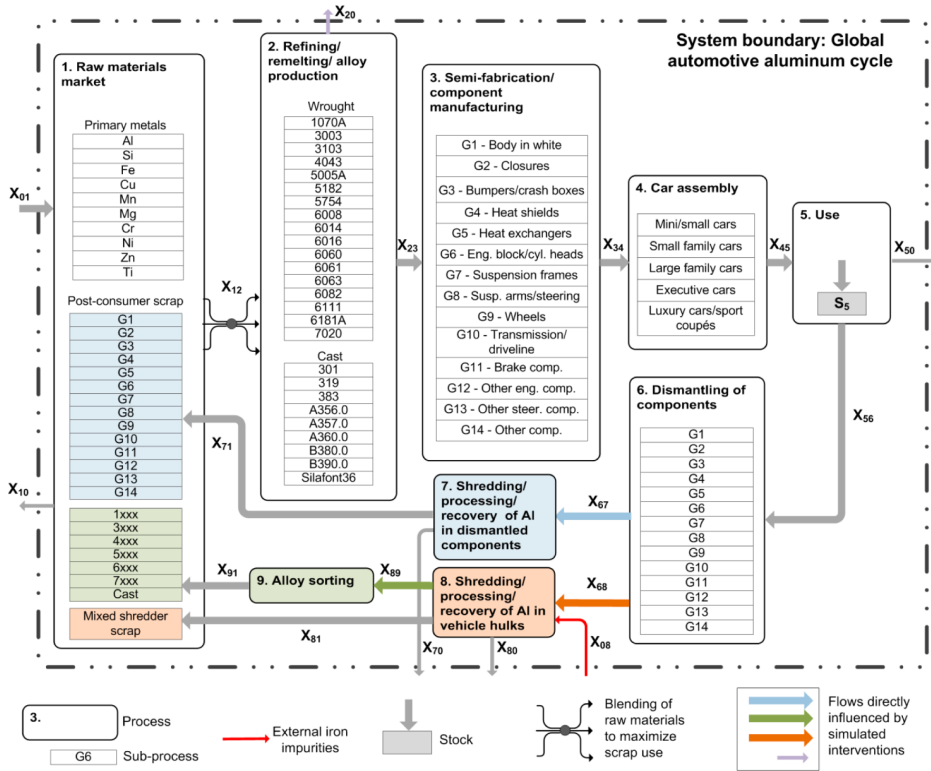 X20
System boundary: Global
automotive aluminum cycle
1. Raw materials
market
Primary metals
Al
Si
Fe
Cu
Mn
Mg
Cr
Ni
Zn
Ti
Post-consumer scrap
G1
G2
G3
G4
G5
G6
G7
G8
G9
G10
G11
G12
G13
G14
1xxx
3xxx
4xxx
5xxx
6xxx
7xxx
Cast
Mixed shredder
scrap
X01
X10
X12
2. Refining/
remelting/ alloy
production
Wrought
1070A
3003
3103
4043
5005A
5182
5754
6008
6014
6016
6060
6061
6063
6082
6111
6181A
7020
Cast
301
319
383
A356.0
A357.0
A360.0
B380.0
B390.0
Silafont36
X23
3. Semi-fabrication/
component
manufacturing
G1 - Body in white
G2 - Closures
G3 - Bumpers/crash boxes
G4 - Heat shields
G5 - Heat exchangers
G6 - Eng. block/cyl. heads
G7 - Suspension frames
G8 - Susp. arms/steering
G9 - Wheels
G10 - Transmission/
driveline
G11 - Brake comp.
G12 - Other eng. comp.
G13 - Other steer. comp.
G14 - Other comp.
X34
4. Car assembly
Mini/small cars
Small family cars
Large family cars
Executive cars
Luxury cars/sport
coupés
X45
5. Use
S5
X50
X56
6. Dismantling of
components
G1
G2
G3
G4
G5
G6
G7
G8
G9
G10
G11
G12
G13
G14
X67
X68
7. Shredding/
processing/
recovery of Al
in dismantled
components
X71
8. Shredding/
processing/
recovery of Al in
vehicle hulks
X89
9. Alloy sorting
X91
X81
X70
X80
X08
3.
Process
G6
Sub-process
External iron
impurities
Stock
Blending of
raw materials
to maximize
scrap use
Flows directly
influenced by
simulated
interventions